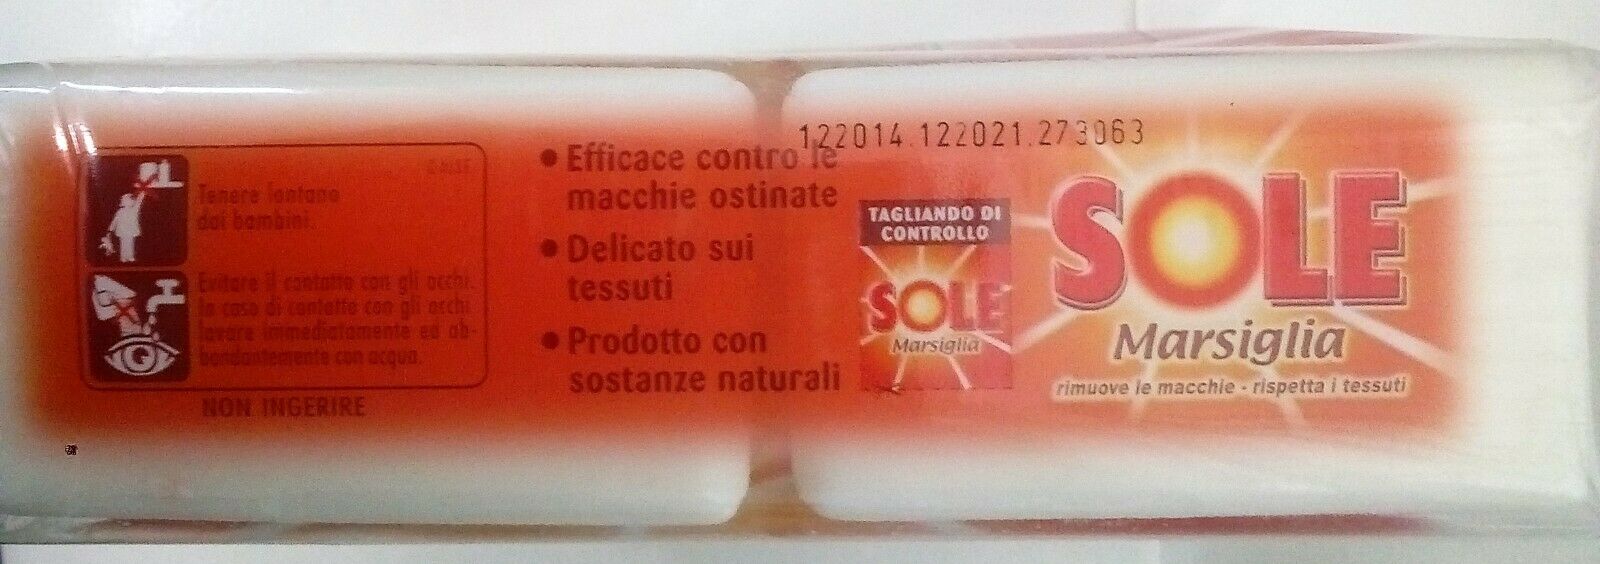 Tenere lontano
dai bambini.
Evitare il contatto con gli occhi.
In caso di contatto con gli occhi
lavare immediatamente ed ab-
bondantemente con acqua.
NON INGERIRE
• Efficace contro le
macchie ostinate
• Delicato sui
tessuti
• Prodotto con
sostanze naturali
122014.122021.273063
TAGLIANDO DI
CONTROLLO
SOLE
Marsiglia
SOLE
Marsiglia
rimuove le macchie - rispetta i tessuti